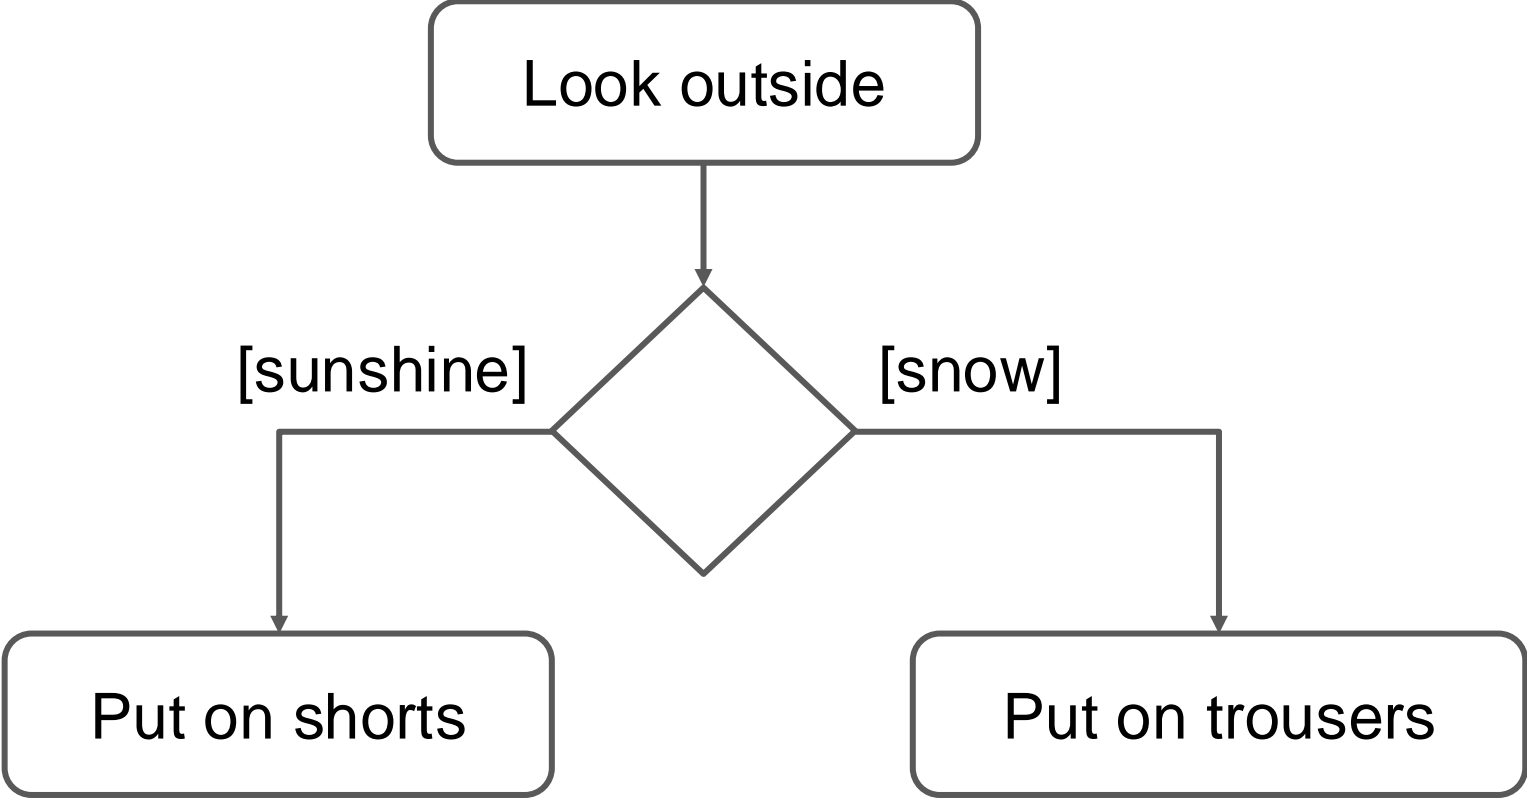 Look outside
[sunshine]
[snow]
Put on shorts
Put on trousers